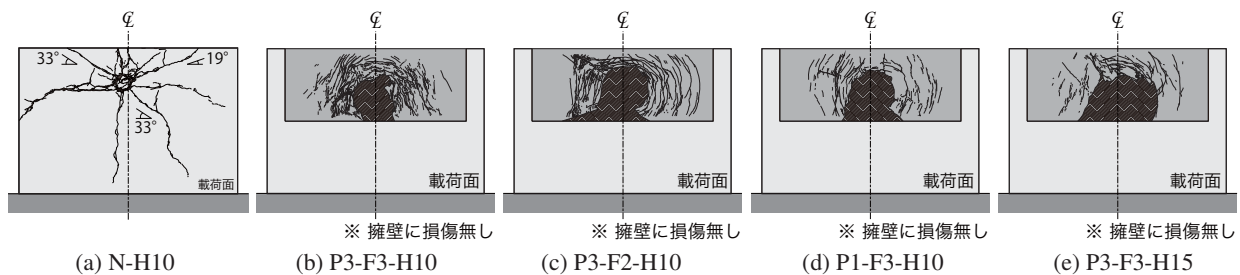 ℄ ℄ ℄ ℄ ℄
33° 19°
33°
載荷面 載荷面 載荷面 載荷面 載荷面
※ 擁壁に損傷無し ※ 擁壁に損傷無し ※ 擁壁に損傷無し ※ 擁壁に損傷無し
(a) N-H10 (b) P3-F3-H10 (c) P3-F2-H10 (d) P1-F3-H10 (e) P3-F3-H15